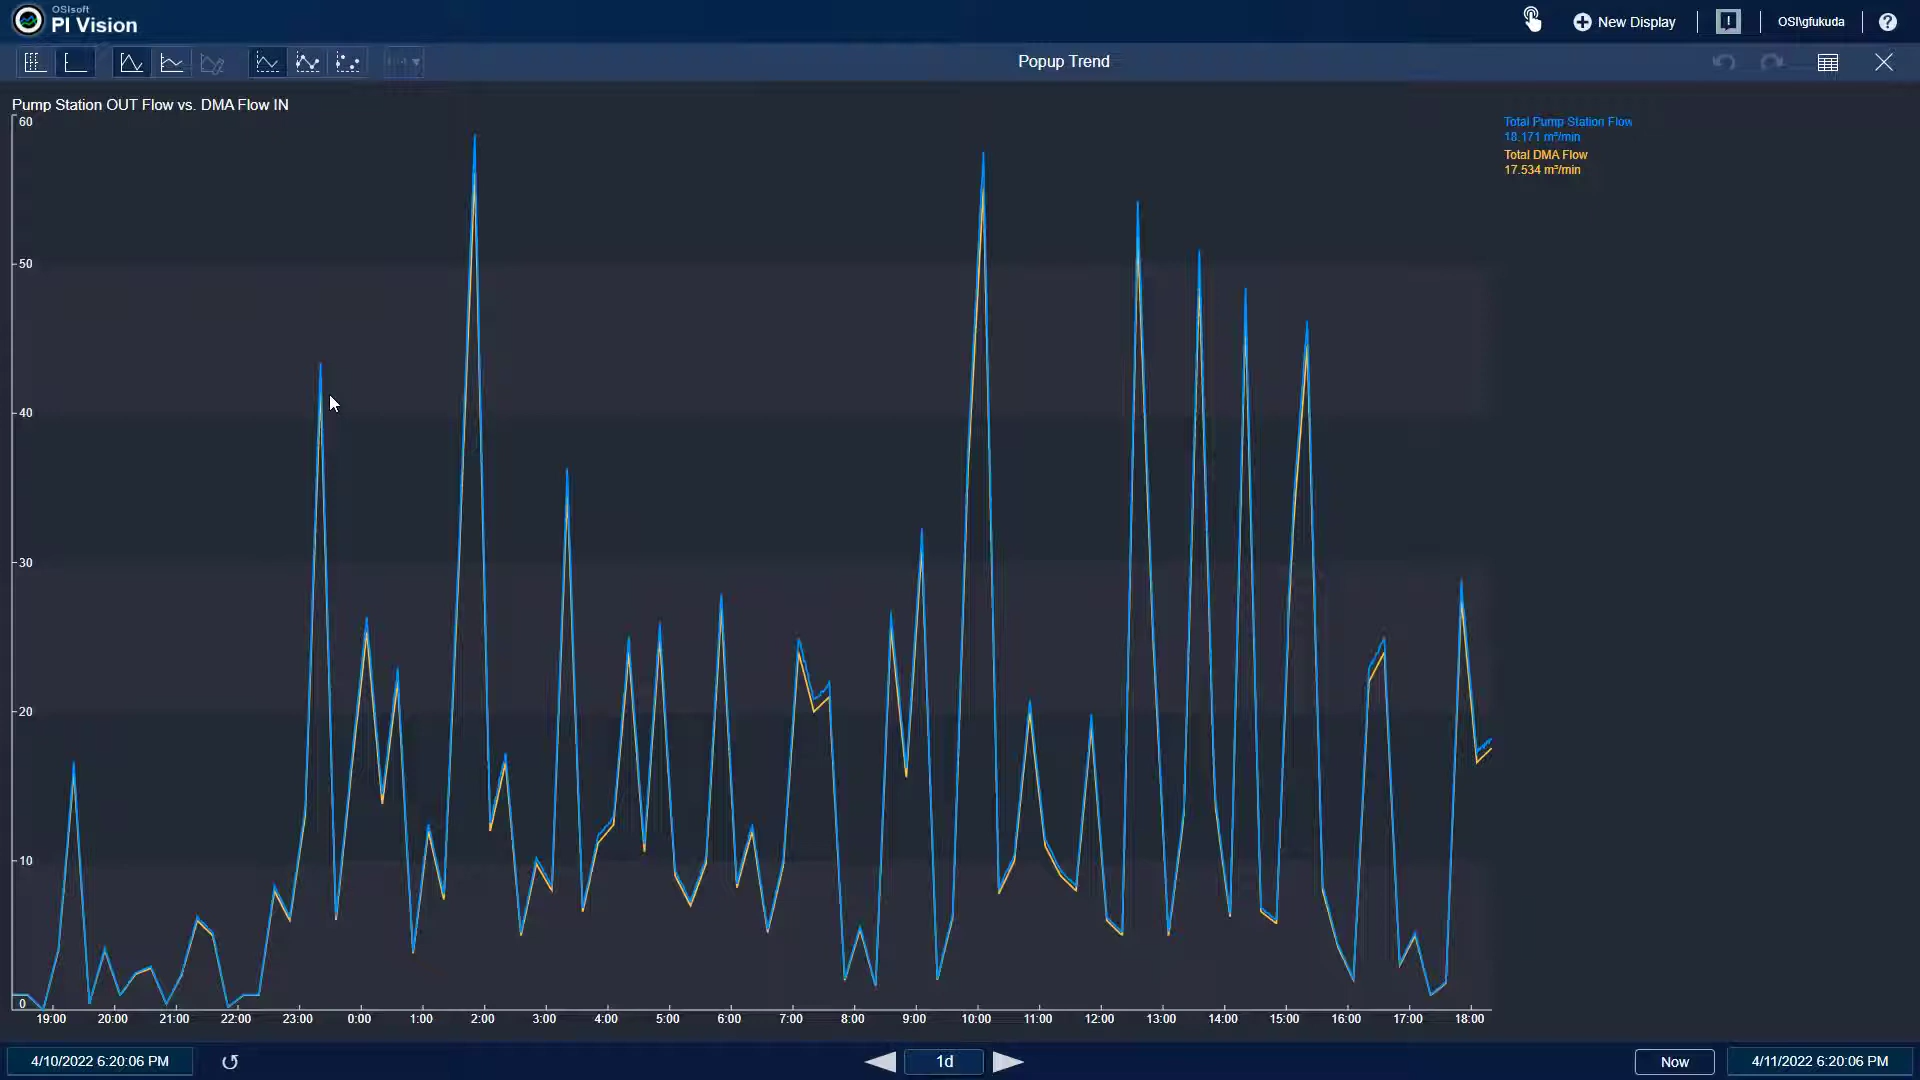 OSIsoft
PI Vision
New Display
OSI\gfukuda
Popup Trend
Pump Station OUT Flow vs. DMA Flow IN
60
50
40
30
20
10
0
Total Pump Station Flow
18.171 m³/min
Total DMA Flow
17.534 m³/min
19:00 20:00 21:00 22:00 23:00 0:00 1:00 2:00 3:00 4:00 5:00 6:00 7:00 8:00 9:00 10:00 11:00 12:00 13:00 14:00 15:00 16:00 17:00 18:00
4/10/2022 6:20:06 PM
1d
Now
4/11/2022 6:20:06 PM